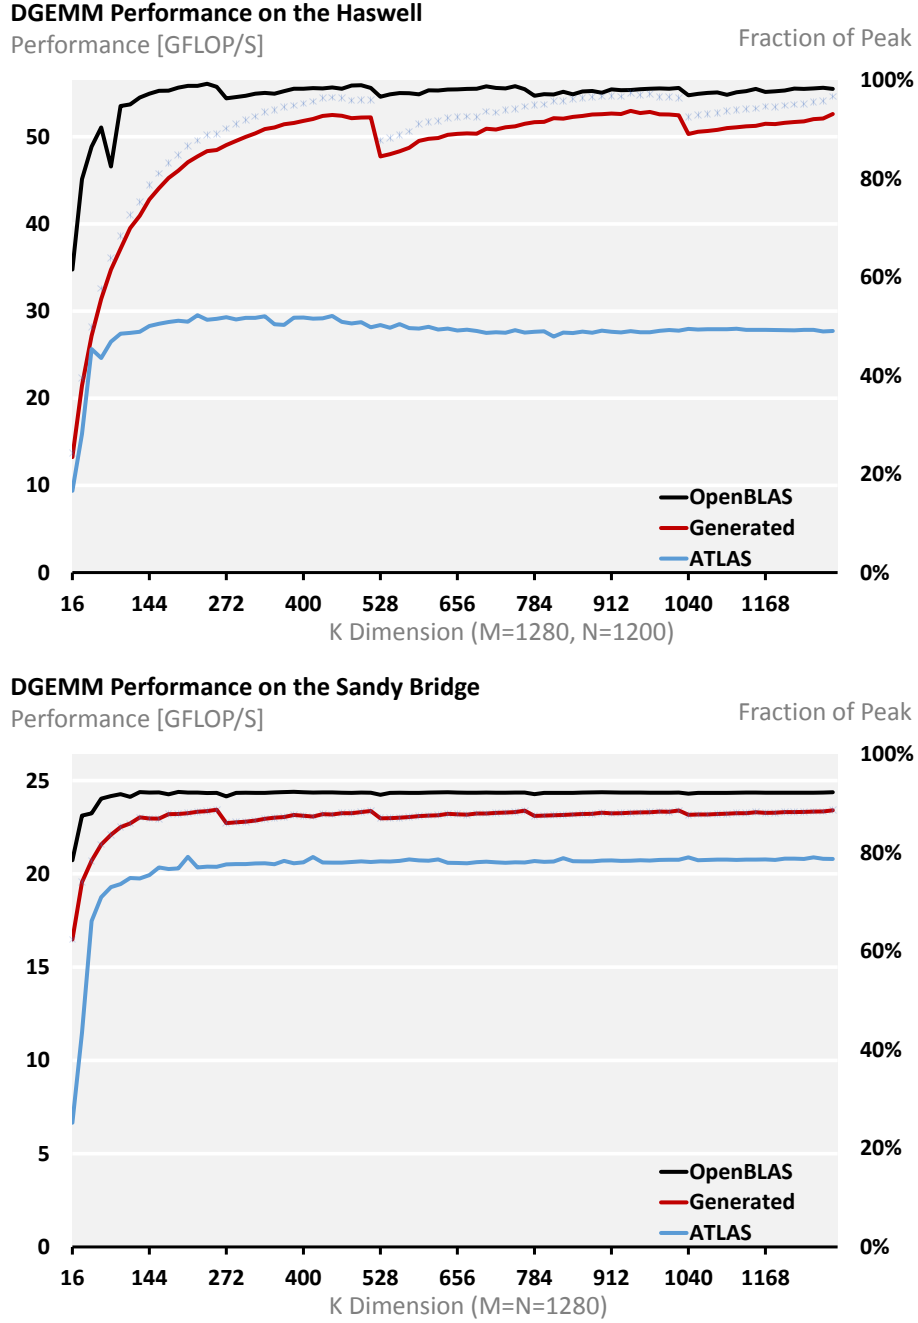 DGEMM Performance on the Haswell
Performance [GFLOP/S]
Fraction of Peak
100%
50
80%
40
60%
30
40%
20
20%
10
OpenBLAS
Generated
ATLAS
0
0%
16 144 272 400 528 656 784 912 1040 1168
K Dimension (M=1280, N=1200)
DGEMM Performance on the Sandy Bridge
Performance [GFLOP/S]
Fraction of Peak
100%
25
80%
20
60%
15
40%
10
20%
5
OpenBLAS
Generated
ATLAS
0
0%
16 144 272 400 528 656 784 912 1040 1168
K Dimension (M=N=1280)